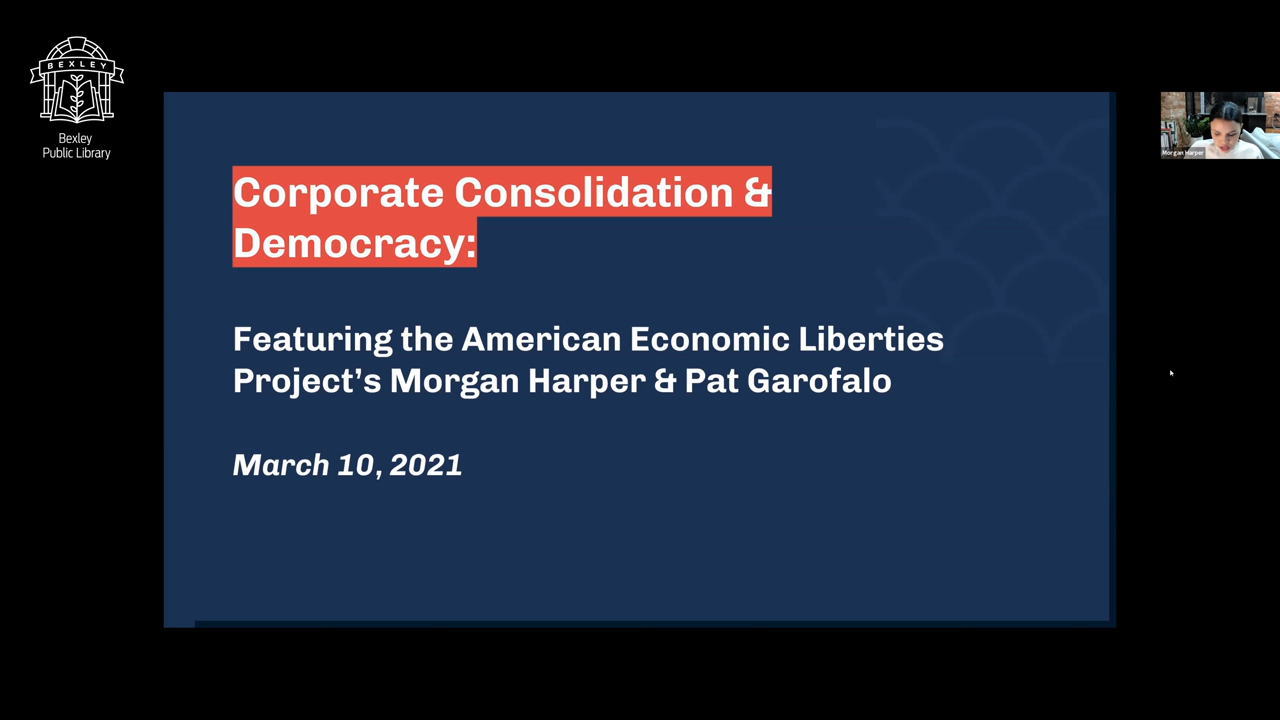 BEXLEY
Bexley
Public Library
Corporate Consolidation &
Democracy:
Featuring the American Economic Liberties
Project’s Morgan Harper & Pat Garofalo
March 10, 2021
Morgan Harper